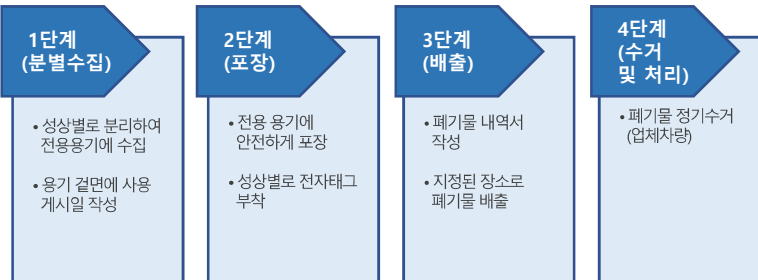 1단계
(분별수집)
• 성상별로 분리하여
전용용기에 수집
• 용기 겉면에 사용
게시일 작성
2단계
(포장)
• 전용 용기에
안전하게 포장
• 성상별로 전자태그
부착
3단계
(배출)
• 폐기물 내역서
작성
• 지정된 장소로
폐기물 배출
4단계
(수거
및 처리)
• 폐기물 정기수거
(업체차량)